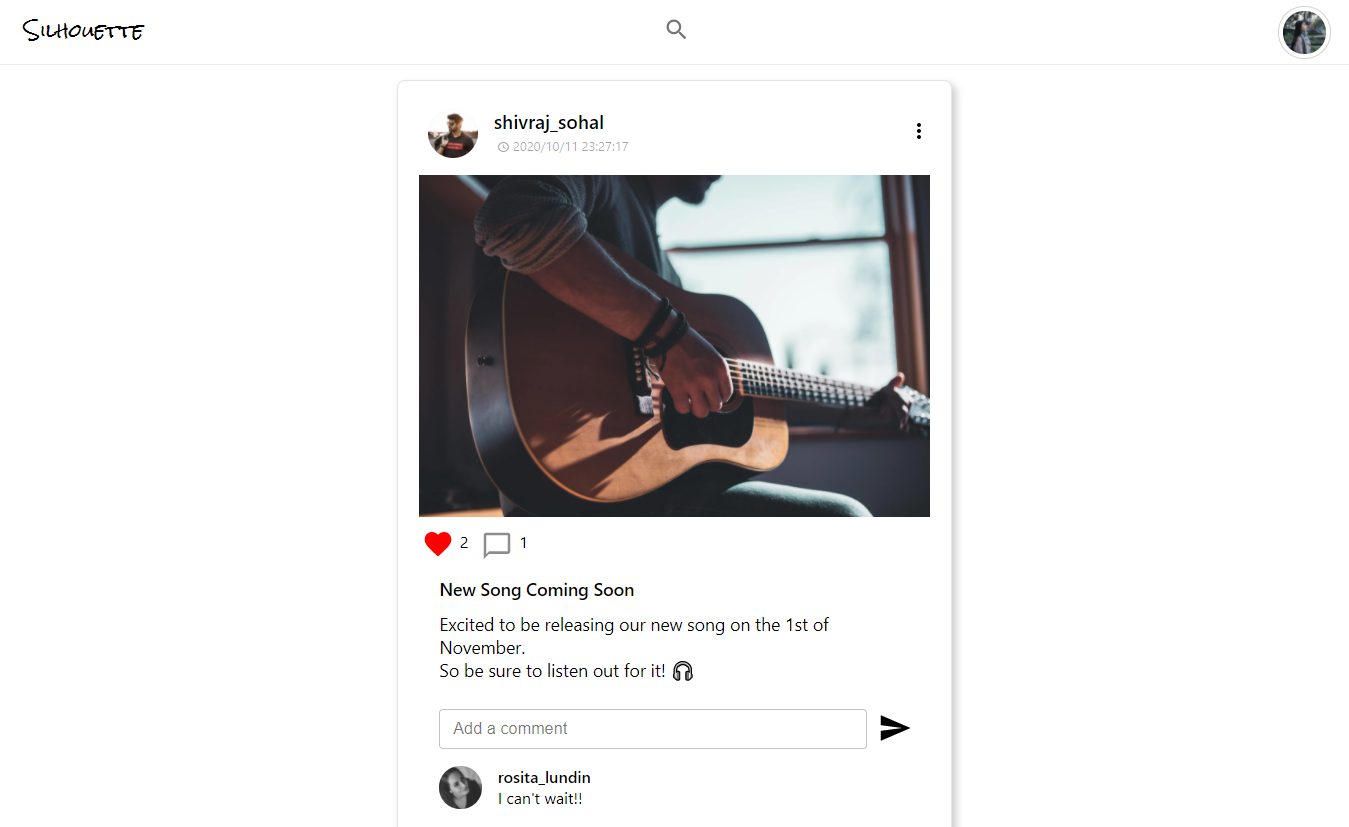 Silhouette
shivraj_sohal
2020/10/11 23:27:17
2 1
New Song Coming Soon
Excited to be releasing our new song on the 1st of
November.
So be sure to listen out for it! 🎧
Add a comment
rosita_lundin
I can't wait!!